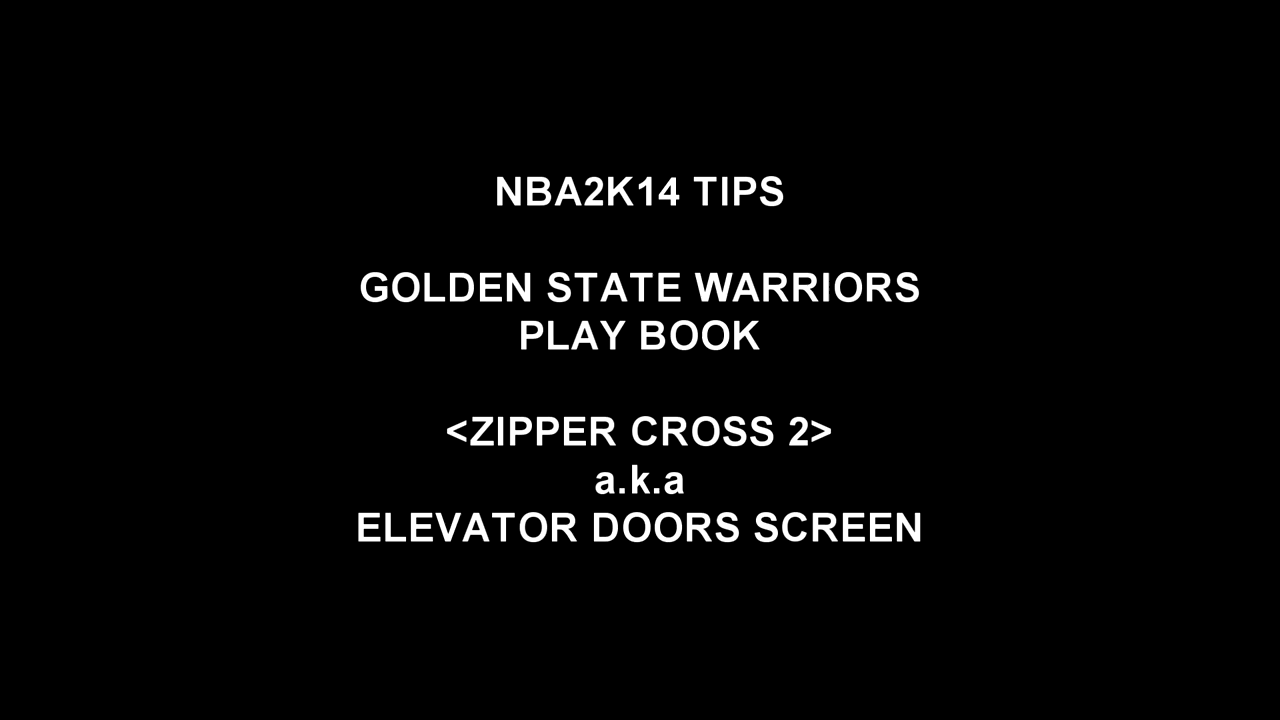 NBA2K14 TIPS
GOLDEN STATE WARRIORS
PLAY BOOK
<ZIPPER CROSS 2>
a.k.a
ELEVATOR DOORS SCREEN